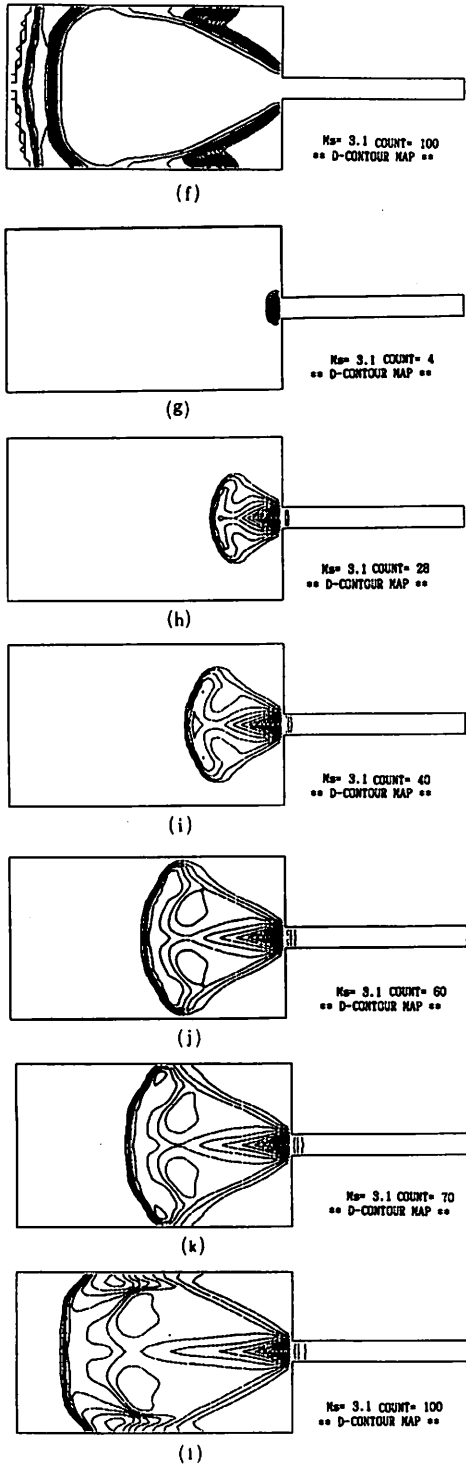 Ms= 3.1 COUNT= 100
** D-CONTOUR MAP **
(f)
Ms= 3.1 COUNT= 4
** D-CONTOUR MAP **
(g)
Ms= 3.1 COUNT= 28
** D-CONTOUR MAP **
(h)
Ms= 3.1 COUNT= 40
** D-CONTOUR MAP **
(i)
Ms= 3.1 COUNT= 60
** D-CONTOUR MAP **
(j)
Ms= 3.1 COUNT= 70
** D-CONTOUR MAP **
(k)
Ms= 3.1 COUNT= 100
** D-CONTOUR MAP **
(l)